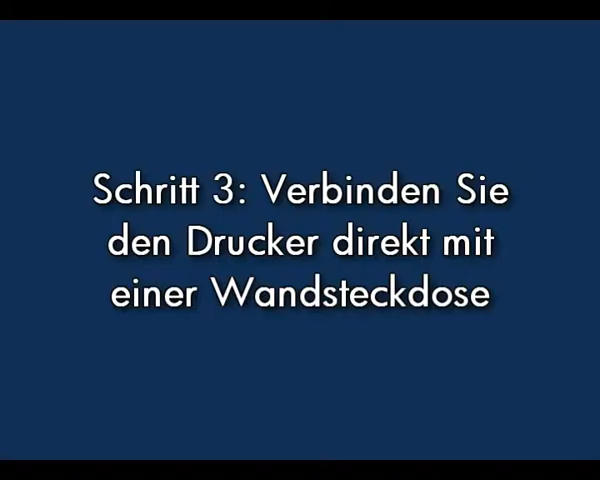 Schritt 3: Verbinden Sie
den Drucker direkt mit
einer Wandsteckdose